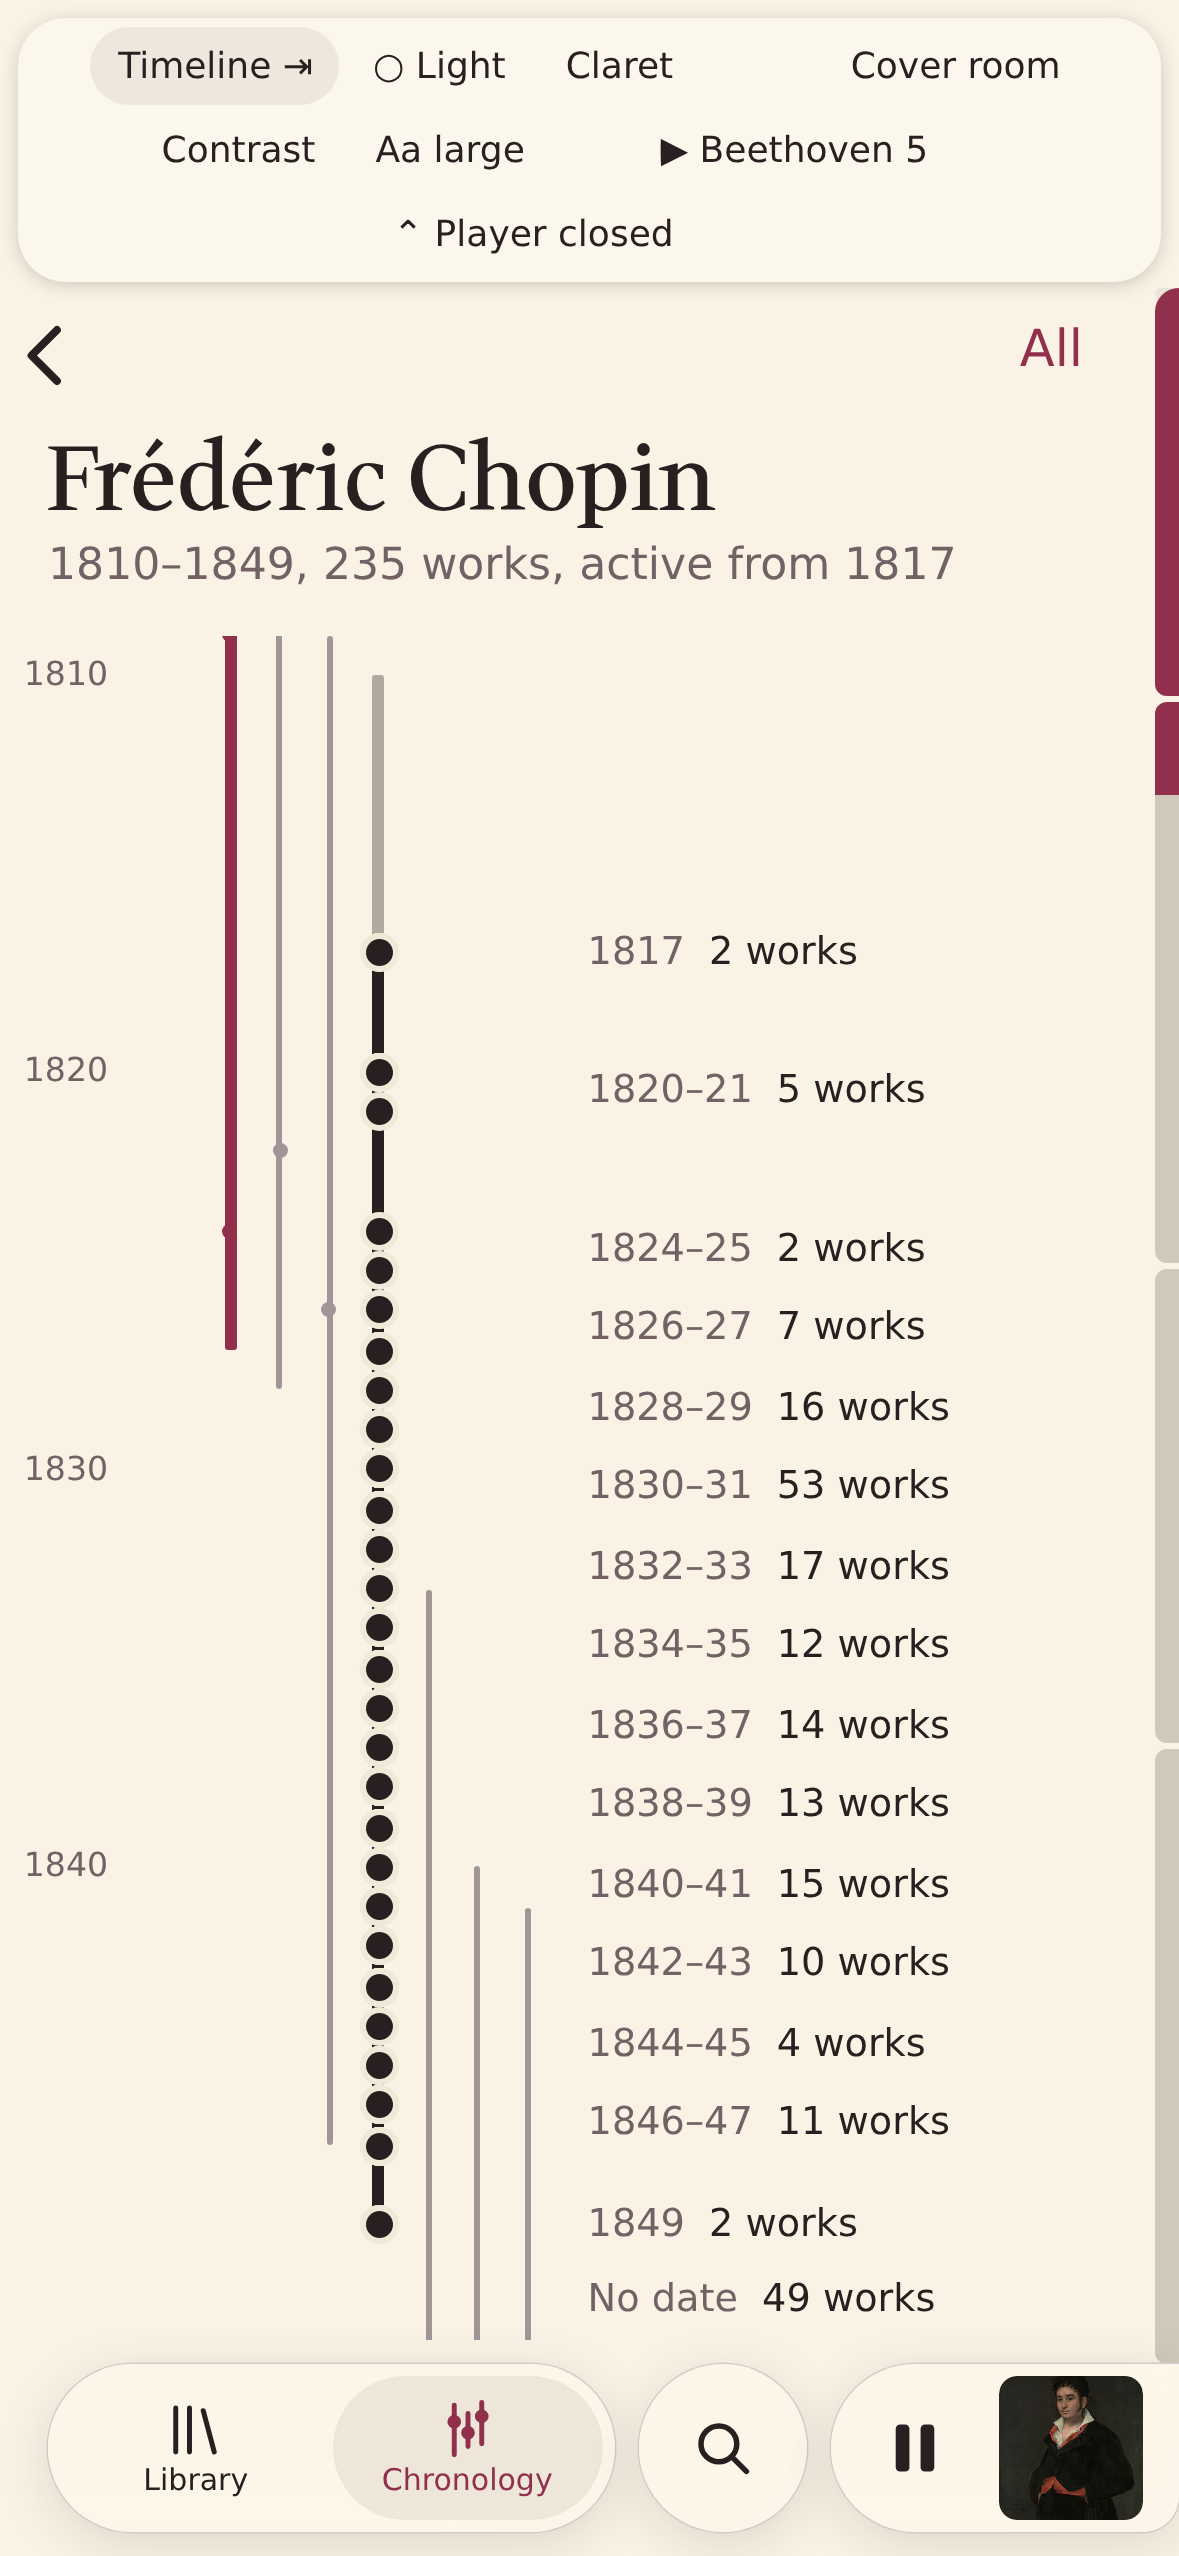 Timeline ⇥ ○ Light Claret Cover room
Contrast Aa large ▶ Beethoven 5
⌃ Player closed
All
Frédéric Chopin
1810–1849, 235 works, active from 1817
1810
1817 2 works
1820
1820–21 5 works
1824–25 2 works
1826–27 7 works
1828–29 16 works
1830
1830–31 53 works
1832–33 17 works
1834–35 12 works
1836–37 14 works
1838–39 13 works
1840
1840–41 15 works
1842–43 10 works
1844–45 4 works
1846–47 11 works
1849 2 works
No date 49 works
Library Chronology